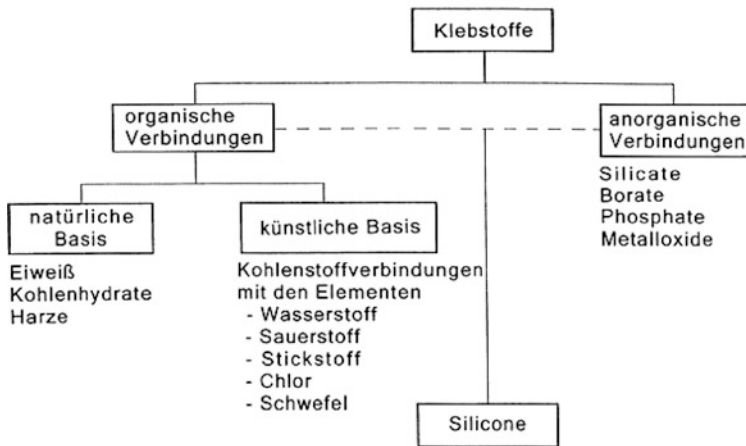 Klebstoffe
organische
Verbindungen
anorganische
Verbindungen
Silicate
Borate
Phosphate
Metalloxide
natürliche
Basis
Eiweiß
Kohlenhydrate
Harze
künstliche Basis
Kohlenstoffverbindungen
mit den Elementen
- Wasserstoff
- Sauerstoff
- Stickstoff
- Chlor
- Schwefel
Silicone